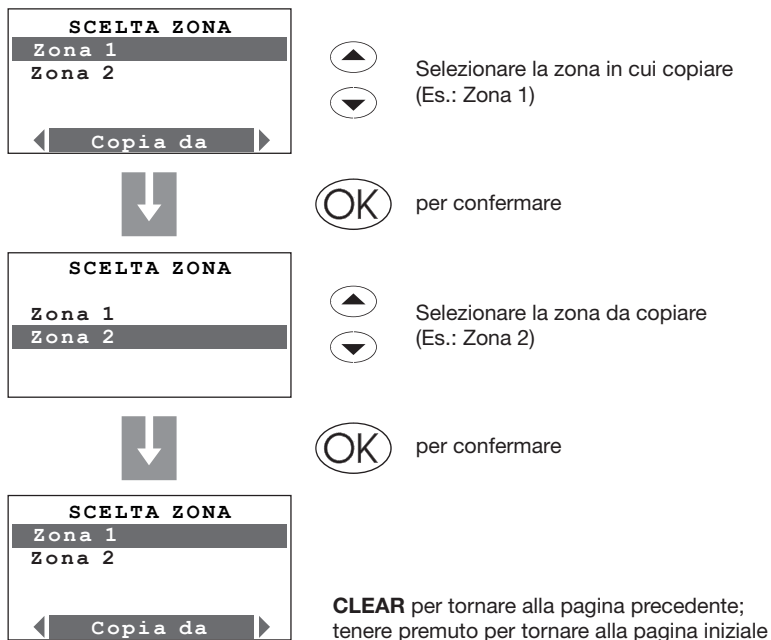 SCELTA ZONA
Zona 1
Zona 2
Copia da
Selezionare la zona in cui copiare
(Es.: Zona 1)
OK
per confermare
SCELTA ZONA
Zona 1
Zona 2
Selezionare la zona da copiare
(Es.: Zona 2)
OK
per confermare
SCELTA ZONA
Zona 1
Zona 2
Copia da
CLEAR per tornare alla pagina precedente;
tenere premuto per tornare alla pagina iniziale